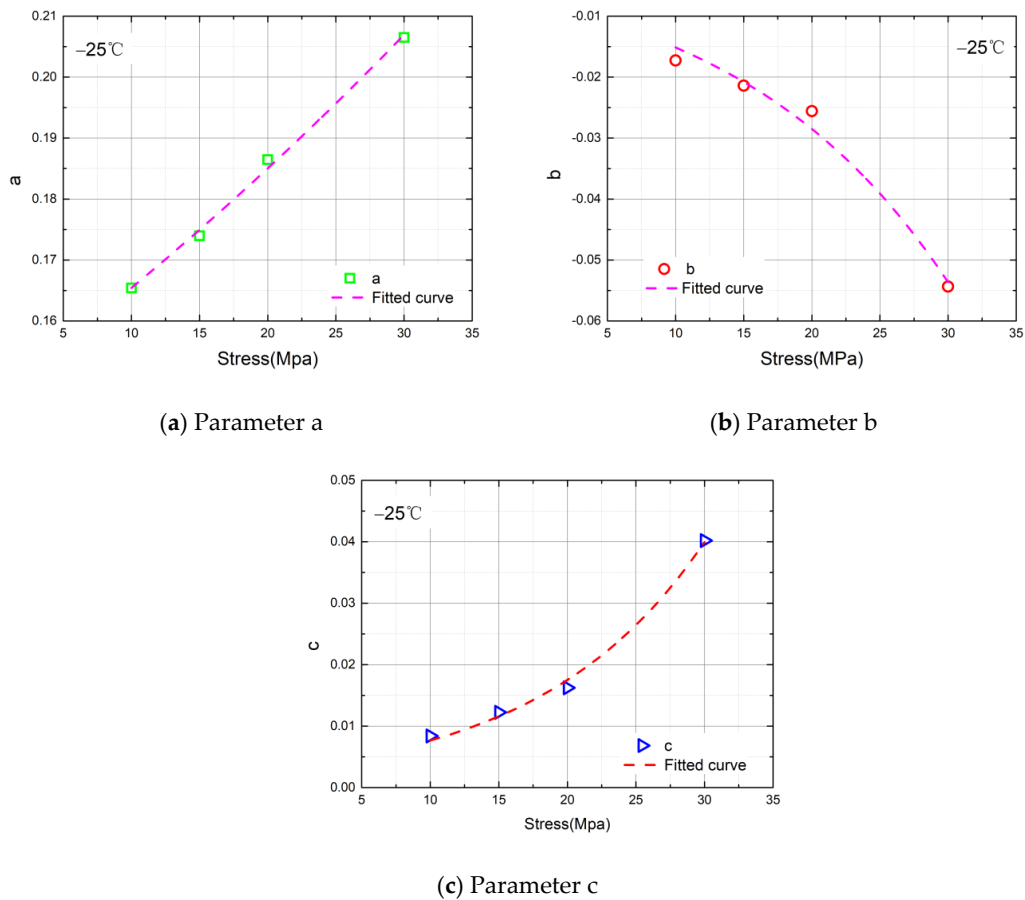 0.21
0.20
0.19
0.18
0.17
0.16
a
−25℃
a
Fitted curve
5 10 15 20 25 30 35
Stress(Mpa)
(a) Parameter a
-0.01
-0.02
-0.03
-0.04
-0.05
-0.06
b
−25℃
b
Fitted curve
5 10 15 20 25 30 35
Stress(MPa)
(b) Parameter b
0.05
0.04
0.03
0.02
0.01
0.00
c
−25℃
c
Fitted curve
5 10 15 20 25 30 35
Stress(Mpa)
(c) Parameter c